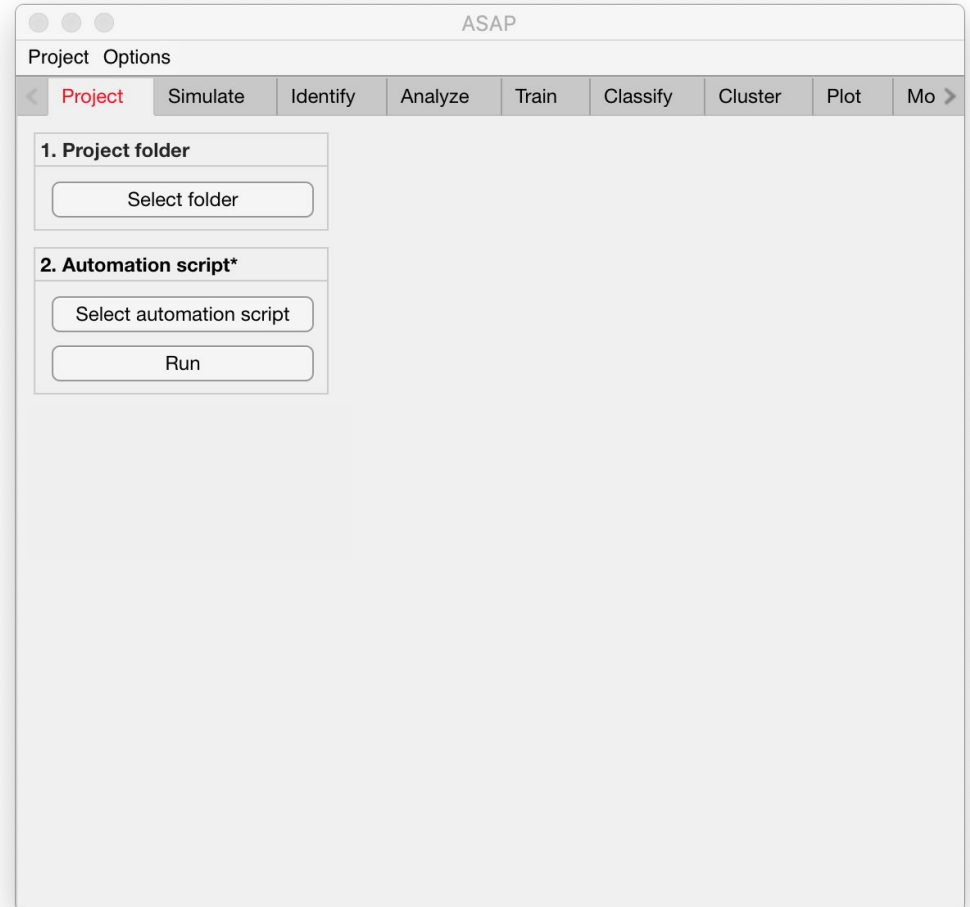 ASAP
Project Options
Project Simulate Identify Analyze Train Classify Cluster Plot Mo
1. Project folder
Select folder
2. Automation script*
Select automation script
Run